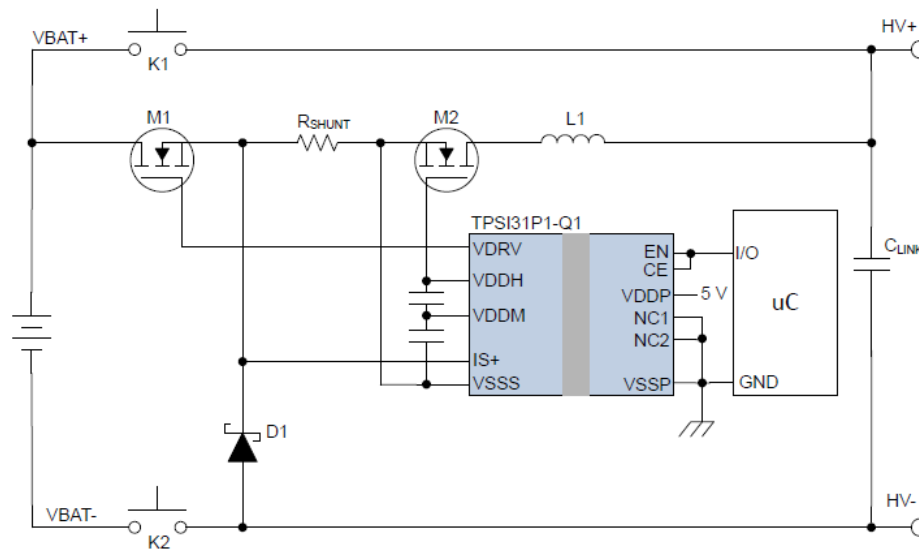 VBAT+
K1
HV+
M1
RSHUNT
M2
L1
TPSI31P1-Q1
VDRV
EN
I/O
CE
VDDH
CLINK
VDDP
5 V
uC
VDDM
NC1
NC2
IS+
VSSS
VSSP
GND
D1
VBAT-
K2
HV-